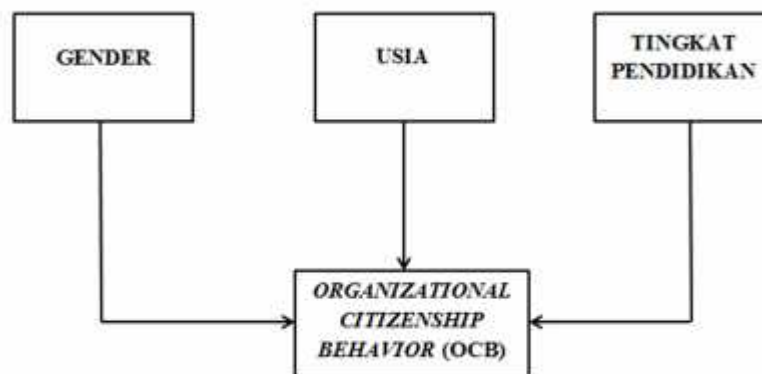 GENDER
USIA
TINGKAT
PENDIDIKAN
ORGANIZATIONAL
CITIZENSHIP
BEHAVIOR (OCB)